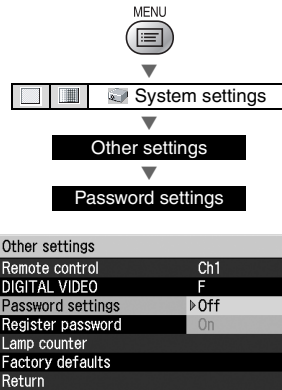 MENU
System settings
Other settings
Password settings
Other settings
Remote control Ch1
DIGITAL VIDEO F
Password settings Off
Register password On
Lamp counter
Factory defaults
Return